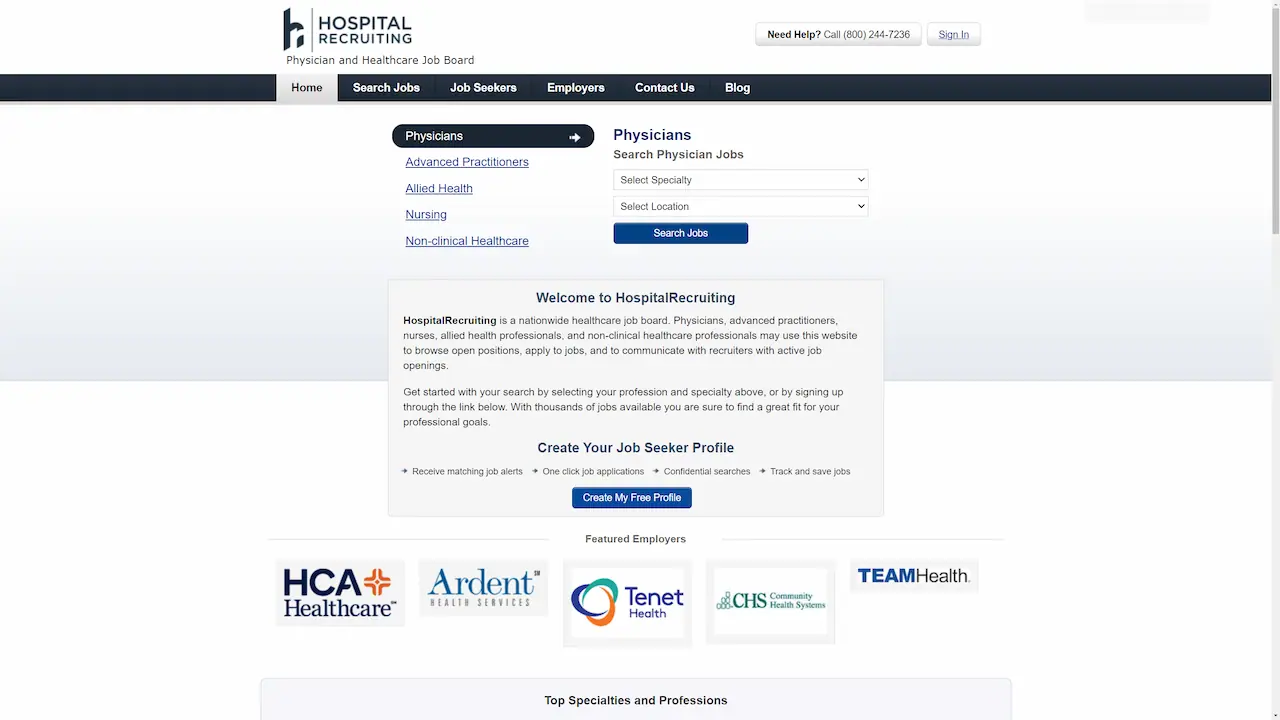 HOSPITAL
RECRUITING
Physician and Healthcare Job Board
Need Help? Call (800) 244-7236
Sign In
Home
Search Jobs
Job Seekers
Employers
Contact Us
Blog
Physicians
Advanced Practitioners
Allied Health
Nursing
Non-clinical Healthcare
Physicians
Search Physician Jobs
Select Specialty
Select Location
Search Jobs
Welcome to HospitalRecruiting
HospitalRecruiting is a nationwide healthcare job board. Physicians, advanced practitioners,
nurses, allied health professionals, and non-clinical healthcare professionals may use this website
to browse open positions, apply to jobs, and to communicate with recruiters with active job
openings.
Get started with your search by selecting your profession and specialty above, or by signing up
through the link below. With thousands of jobs available you are sure to find a great fit for your
professional goals.
Create Your Job Seeker Profile
Receive matching job alerts
One click job applications
Confidential searches
Track and save jobs
Create My Free Profile
Featured Employers
HCA
Healthcare℠
Ardent℠
HEALTH SERVICES
Tenet
Health
CHS Community
Health Systems
TEAMHealth.
Top Specialties and Professions